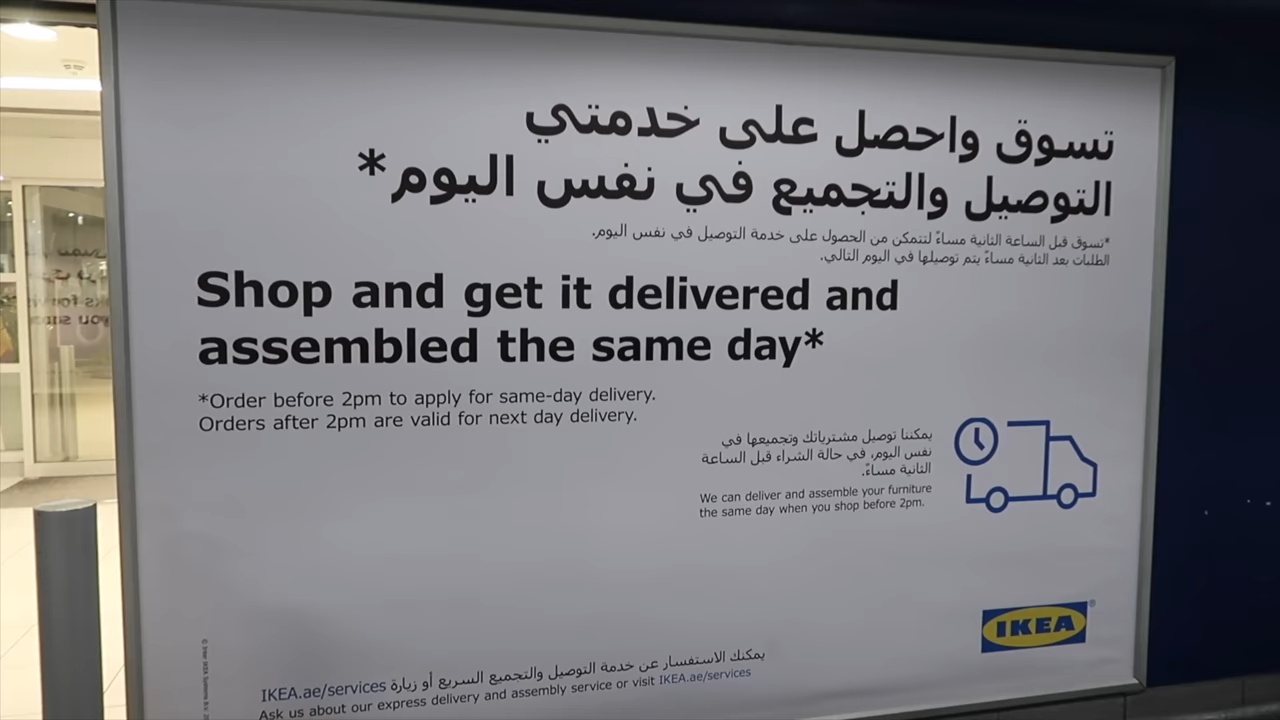 تسوق واحصل على خدمتي
التوصيل والتجميع في نفس اليوم*
*تسوق قبل الساعة الثانية مساءً لتتمكن من الحصول على خدمة التوصيل في نفس اليوم.
الطلبات بعد الثانية مساءً يتم توصيلها في اليوم التالي.
Shop and get it delivered and
assembled the same day*
*Order before 2pm to apply for same-day delivery.
Orders after 2pm are valid for next day delivery.
يمكننا توصيل مشترياتك وتجميعها في
نفس اليوم، في حالة الشراء قبل الساعة
الثانية مساءً.
We can deliver and assemble your furniture
the same day when you shop before 2pm.
IKEA®
يمكنك الاستفسار عن خدمة التوصيل والتجميع السريع أو زيارة IKEA.ae/services
Ask us about our express delivery and assembly service or visit IKEA.ae/services
© Inter IKEA Systems B.V.